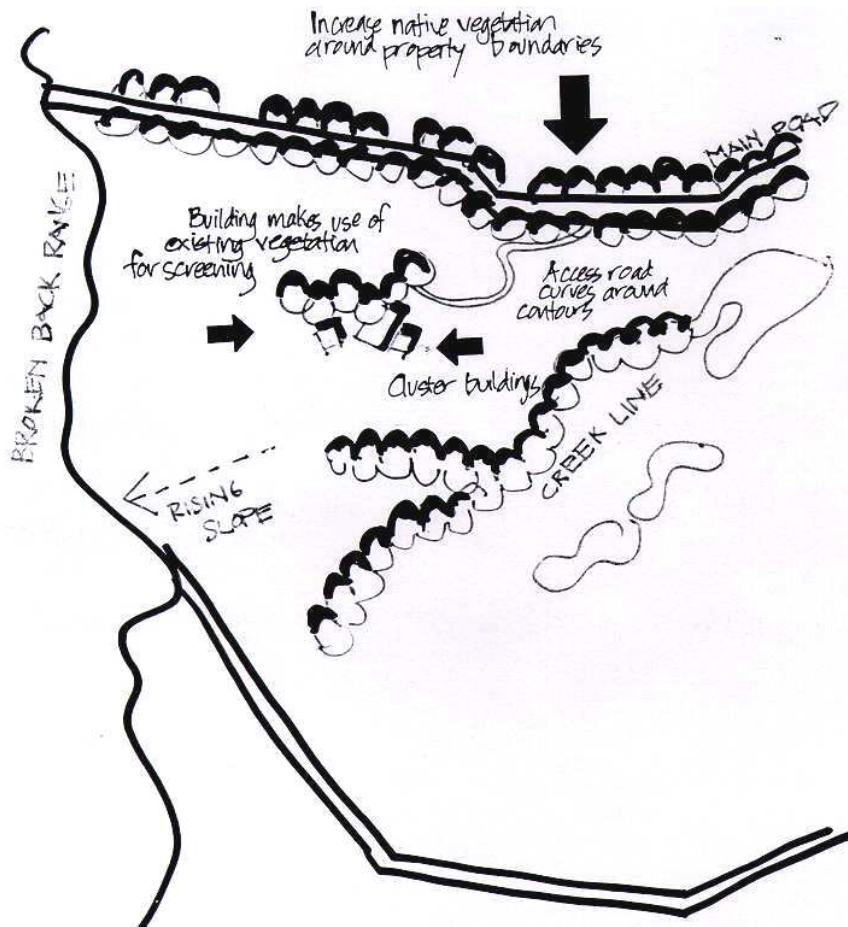 Increase native vegetation
around property
boundaries
MAIN ROAD
Building makes use of
existing vegetation
for screening
Access road
curves around
contours
BROKEN BACK RANGE
Cluster buildings
CREEK LINE
RISING
SLOPE